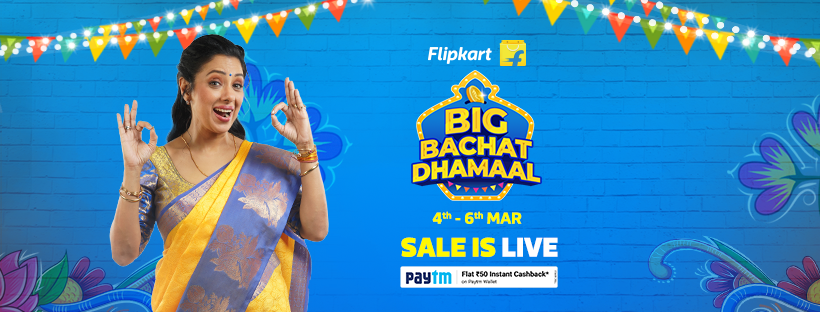 Flipkart
BIG
BACHAT
DHAMAAL
4th - 6th MAR
SALE IS LIVE
paytm
Flat ₹50 Instant Cashback*
on Paytm Wallet